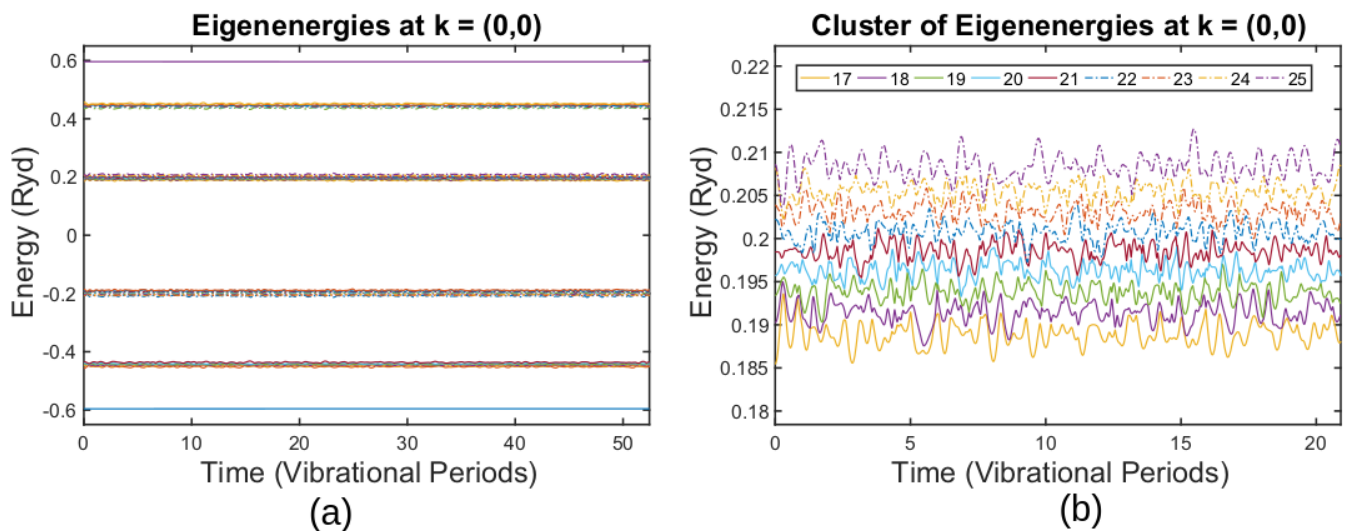 Eigenenergies at k = (0,0)
0.6
0.4
0.2
0
-0.2
-0.4
-0.6
Energy (Ryd)
0 10 20 30 40 50
Time (Vibrational Periods)
(a)
Cluster of Eigenenergies at k = (0,0)
17 18 19 20 21 22 23 24 25
0.22
0.215
0.21
0.205
0.2
0.195
0.19
0.185
0.18
Energy (Ryd)
0 5 10 15 20
Time (Vibrational Periods)
(b)